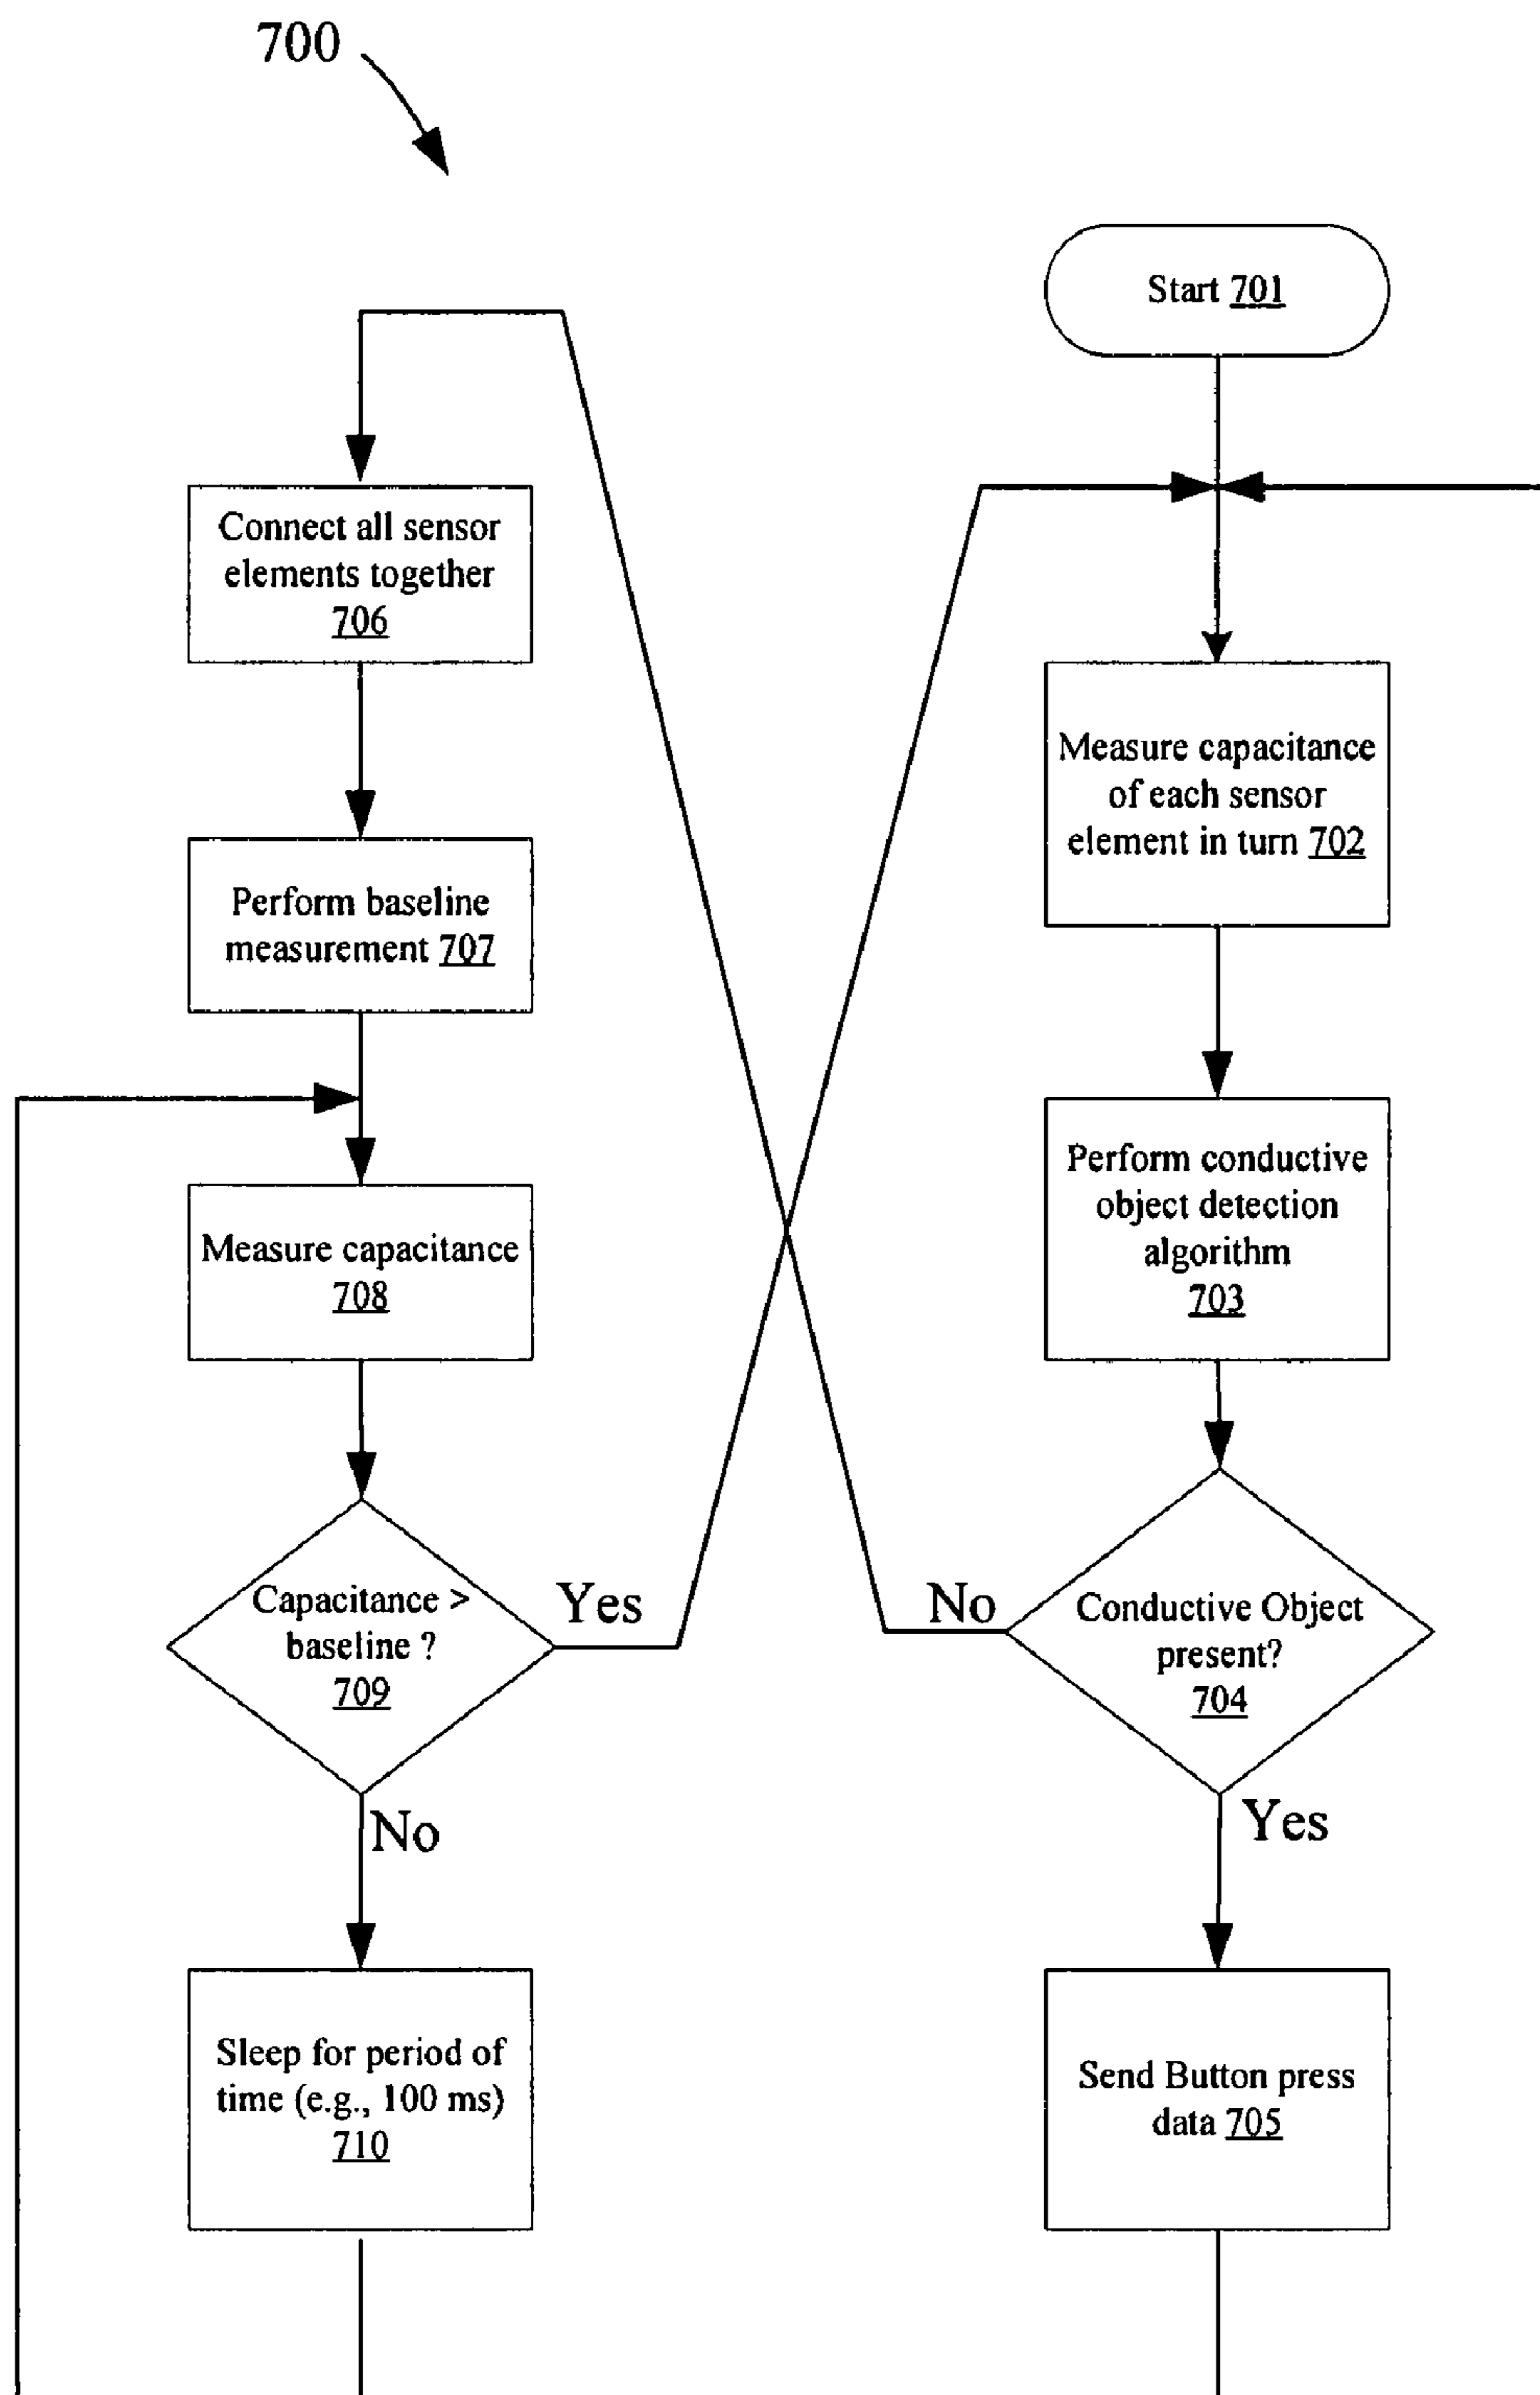 700
Start 701
Connect all sensor
elements together
706
Measure capacitance
of each sensor
element in turn 702
Perform baseline
measurement 707
Perform conductive
object detection
algorithm
703
Measure capacitance
708
Capacitance >
baseline ?
709
Yes
No
Conductive Object
present?
704
No
Yes
Sleep for period of
time (e.g., 100 ms)
710
Send Button press
data 705